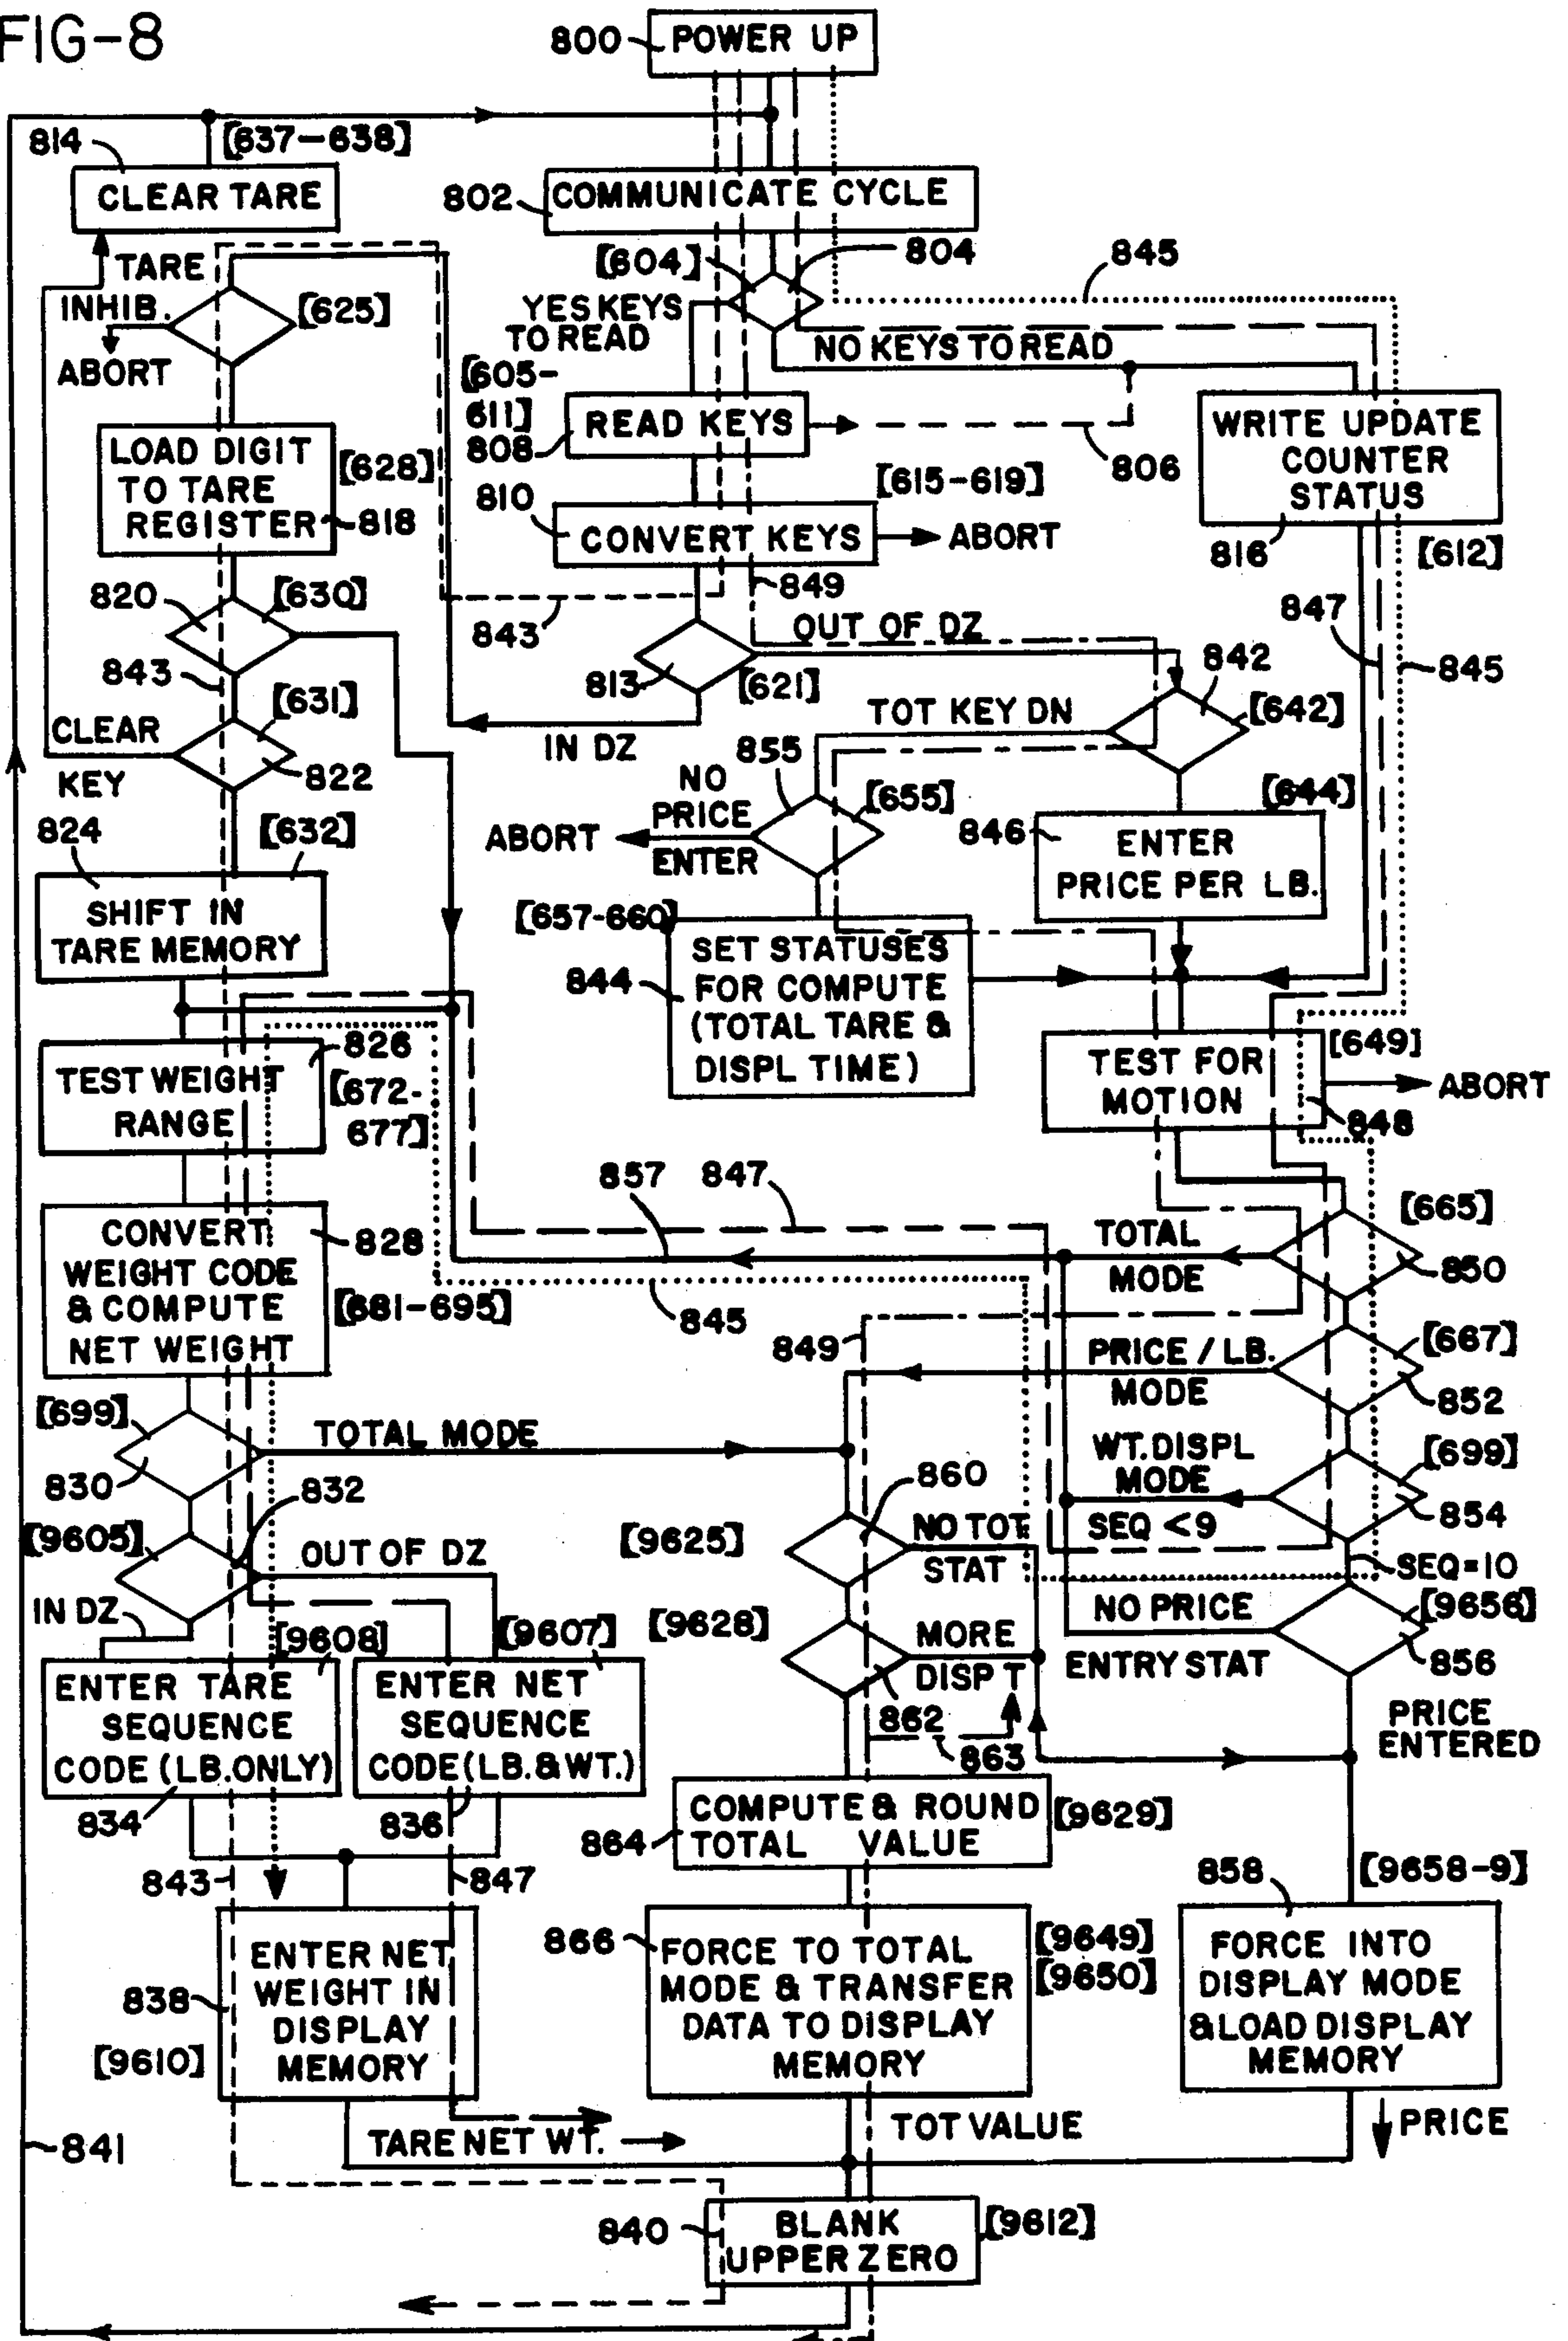 FIG-8
800
POWER UP
[637-638]
814
CLEAR TARE
802
COMMUNICATE CYCLE
[604]
804
845
TARE
INHIB.
[625]
ABORT
YES KEYS
TO READ
NO KEYS TO READ
[605-
611]
808
READ KEYS
806
WRITE UPDATE
COUNTER
STATUS
816
[612]
LOAD DIGIT
TO TARE
REGISTER
[628]
818
810
[615-619]
CONVERT KEYS
ABORT
849
843
820
[630]
OUT OF DZ
847
845
813
[621]
842
843
[631]
TOT KEY DN
[642]
CLEAR
KEY
822
IN DZ
855
NO
PRICE
ENTER
ABORT
[655]
[644]
846
ENTER
PRICE PER LB.
824
[632]
SHIFT IN
TARE MEMORY
[657-660]
844
SET STATUSES
FOR COMPUTE
(TOTAL TARE &
DISPL TIME)
826
TEST WEIGHT
RANGE
[672-
677]
TEST FOR
MOTION
[649]
ABORT
848
857
847
[665]
TOTAL
MODE
850
CONVERT
WEIGHT CODE
& COMPUTE
NET WEIGHT
828
[681-695]
845
849
PRICE / LB.
MODE
[667]
852
[699]
830
TOTAL MODE
WT. DISPL
MODE
SEQ <9
[699]
854
832
860
[9605]
OUT OF DZ
[9625]
NO TOT
STAT
SEQ=10
IN DZ
[9608]
[9607]
[9628]
MORE
DISP T
NO PRICE
ENTRY STAT
[9656]
856
ENTER TARE
SEQUENCE
CODE (LB.ONLY)
834
ENTER NET
SEQUENCE
CODE(LB.&WT.)
836
862
863
PRICE
ENTERED
864
COMPUTE & ROUND
TOTAL VALUE
[9629]
843
847
858
[9658-9]
838
[9610]
ENTER NET
WEIGHT IN
DISPLAY
MEMORY
866
FORCE TO TOTAL
MODE & TRANSFER
DATA TO DISPLAY
MEMORY
[9649]
[9650]
FORCE INTO
DISPLAY MODE
&LOAD DISPLAY
MEMORY
841
TARE NET WT.
TOT VALUE
PRICE
840
BLANK
UPPER ZERO
[9612]